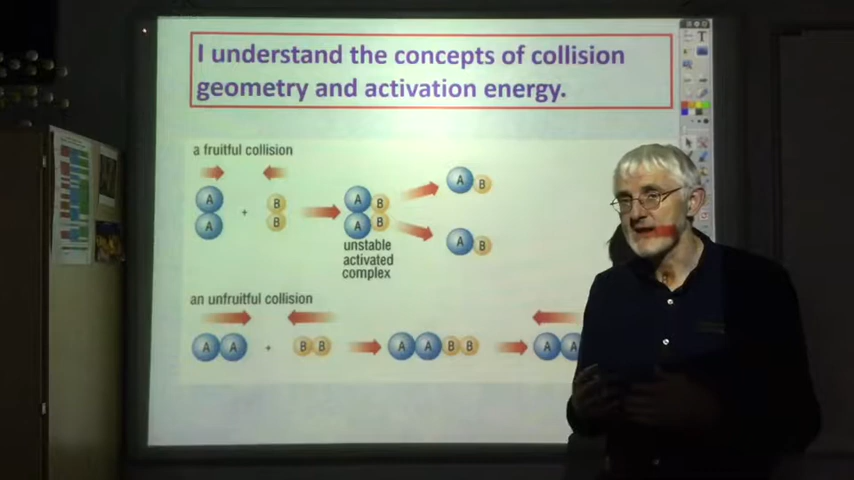 I understand the concepts of collision
geometry and activation energy.
a fruitful collision
A B
A + B A B
A B A B
unstable
activated
complex
A B
an unfruitful collision
A A + B B A A B B A A